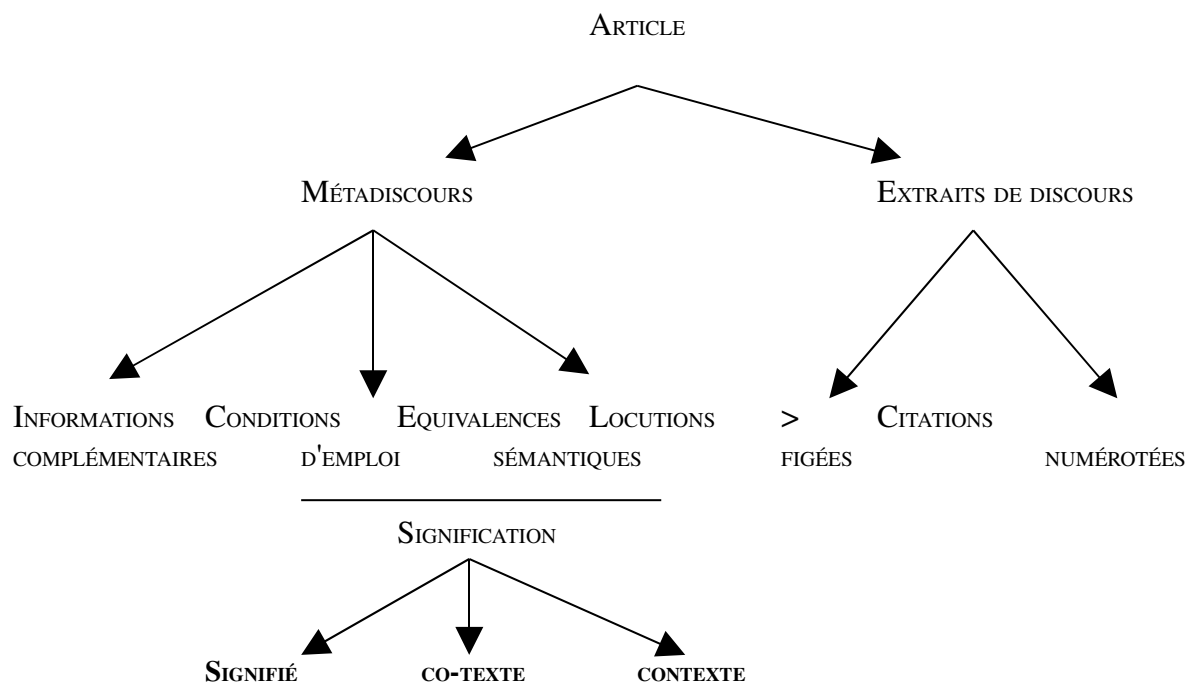 ARTICLE
MÉTADISCOURS EXTRAITS DE DISCOURS
INFORMATIONS CONDITIONS EQUIVALENCES LOCUTIONS > CITATIONS
COMPLÉMENTAIRES D'EMPLOI SÉMANTIQUES FIGÉES NUMÉROTÉES
SIGNIFICATION
SIGNIFIÉ CO-TEXTE CONTEXTE